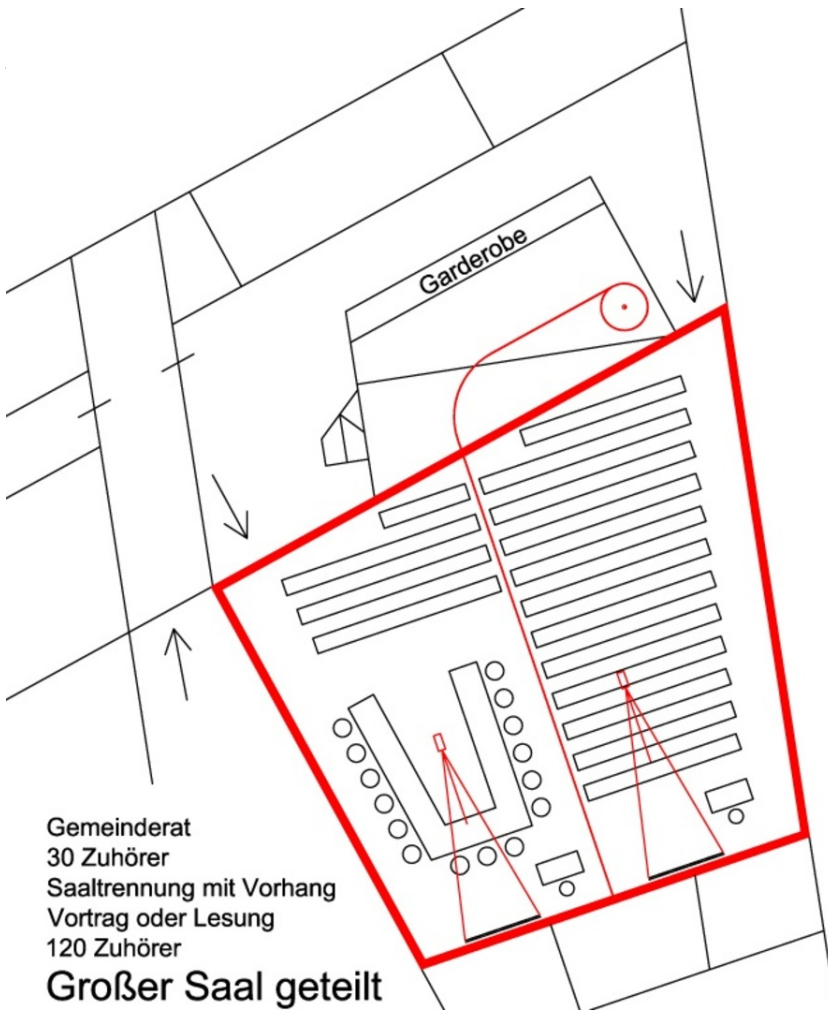 Garderobe
Gemeinderat
30 Zuhörer
Saaltrennung mit Vorhang
Vortrag oder Lesung
120 Zuhörer
Großer Saal geteilt